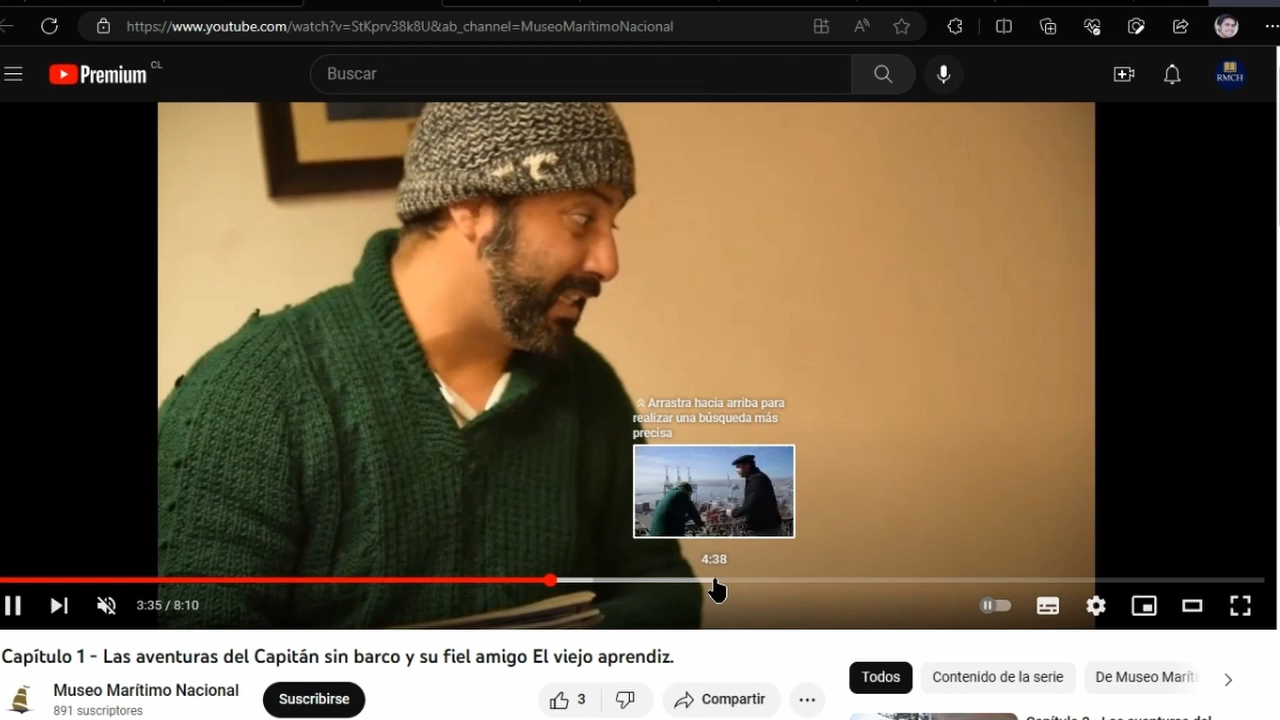 https://www.youtube.com/watch?v=StKprv38k8U&ab_channel=MuseoMarítimoNacional
Premium CL
Buscar
RMCH
Arrastra hacia arriba para
realizar una búsqueda más
precisa
4:38
3:35 / 8:10
Capítulo 1 - Las aventuras del Capitán sin barco y su fiel amigo El viejo aprendiz.
Museo Marítimo Nacional
891 suscriptores
Suscribirse
3
Compartir
Todos
Contenido de la serie
De Museo Maríti